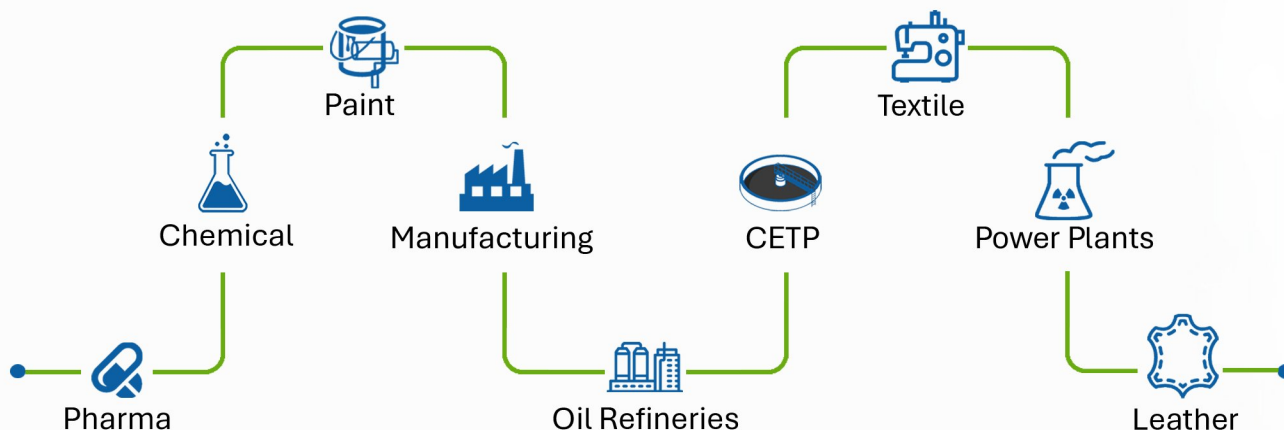 Paint
Textile
Chemical
Manufacturing
CETP
Power Plants
Pharma
Oil Refineries
Leather